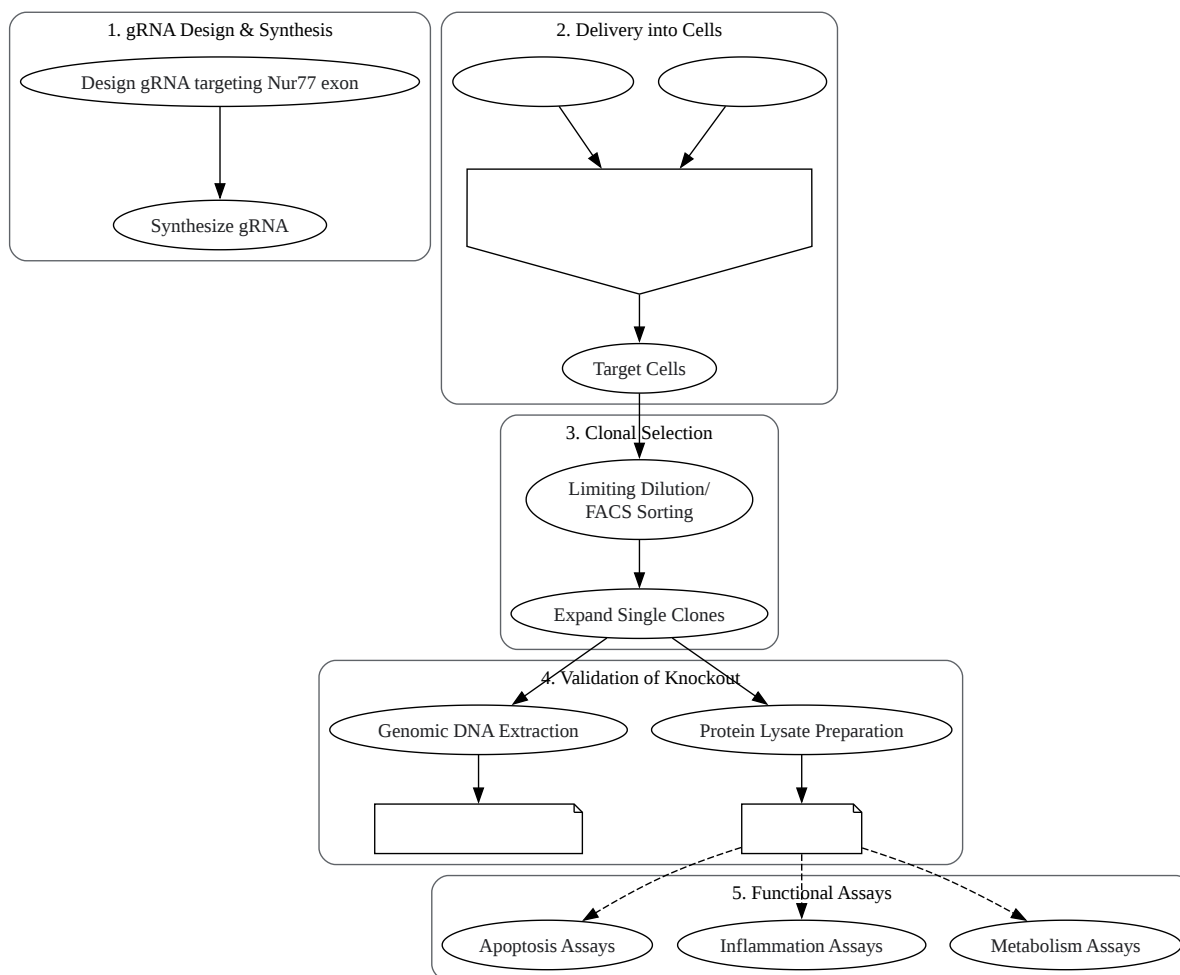 1. gRNA Design & Synthesis
Design gRNA targeting Nur77 exon
Synthesize gRNA
2. Delivery into Cells
Target Cells
3. Clonal Selection
Limiting Dilution/
FACS Sorting
Expand Single Clones
4. Validation of Knockout
Genomic DNA Extraction
Protein Lysate Preparation
5. Functional Assays
Apoptosis Assays
Inflammation Assays
Metabolism Assays